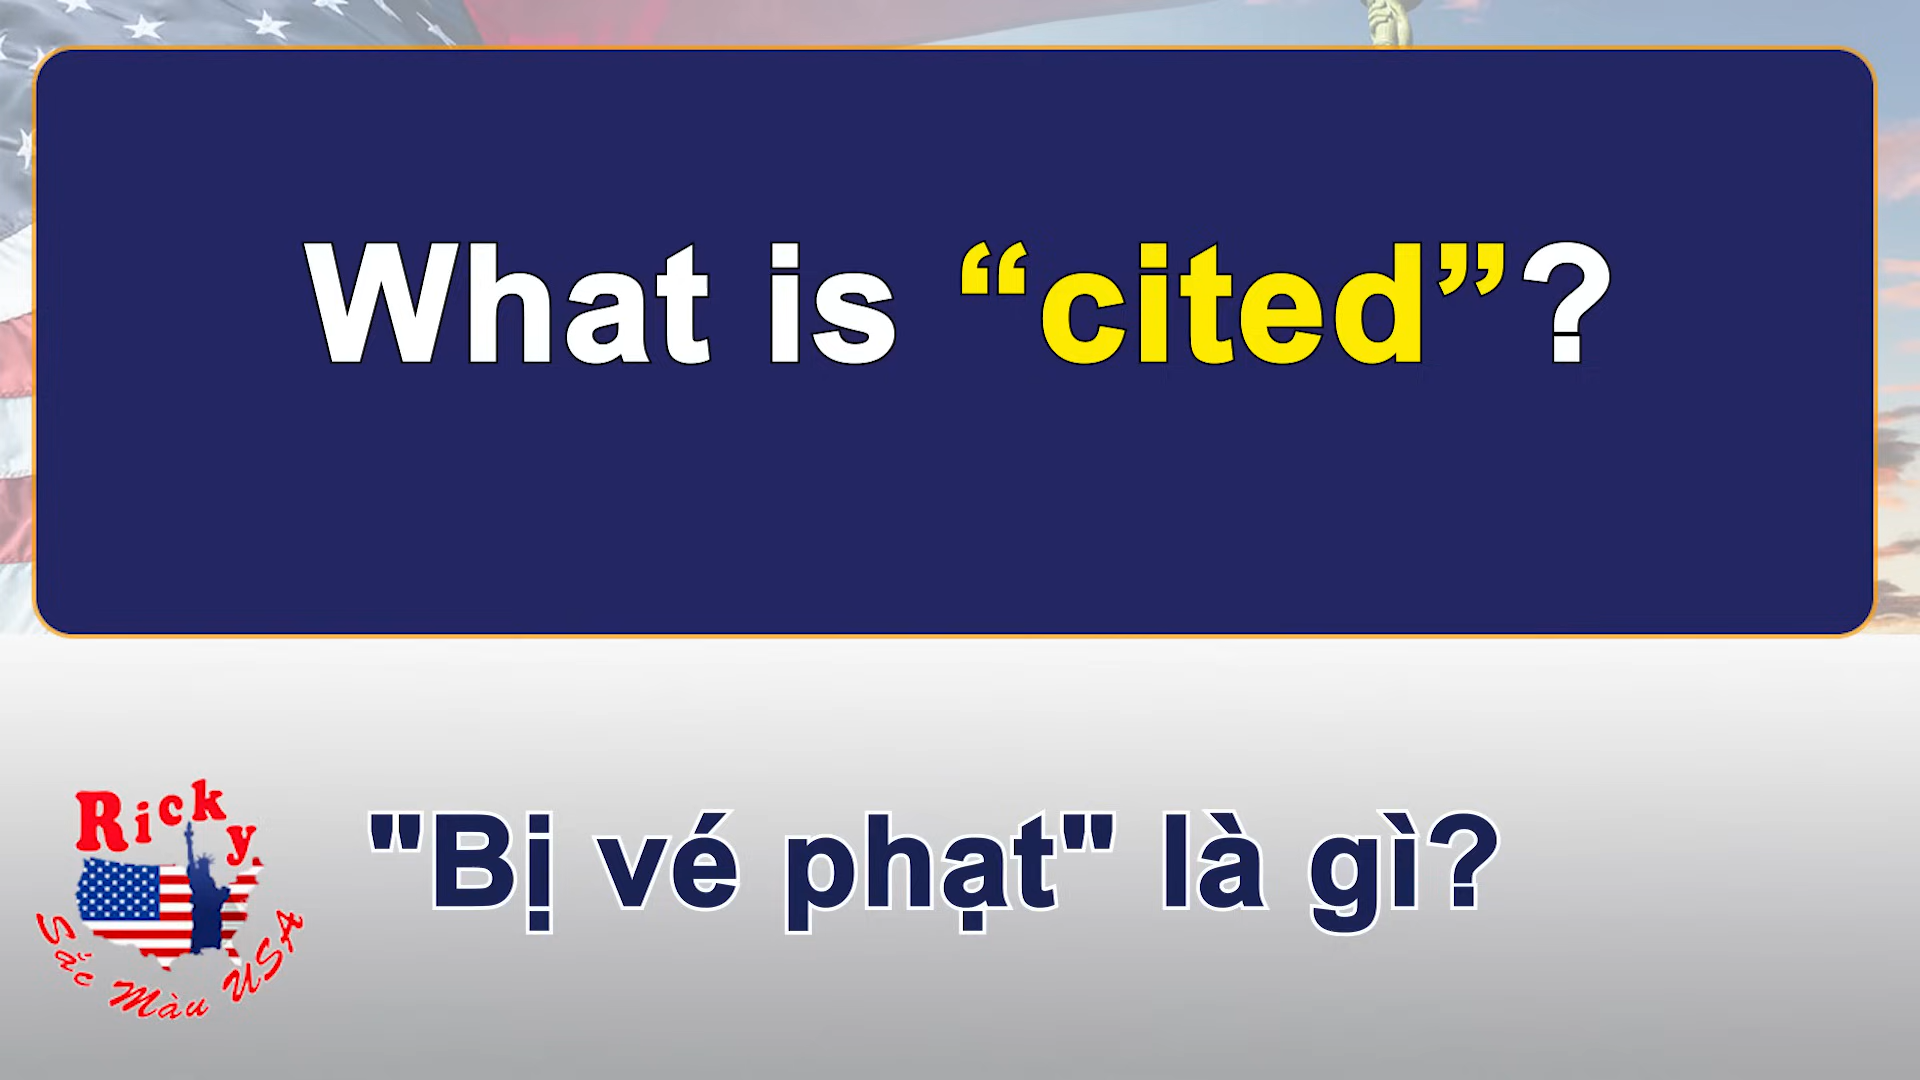 What is “cited”?
"Bị vé phạt" là gì?
Ricky
Sắc Màu USA